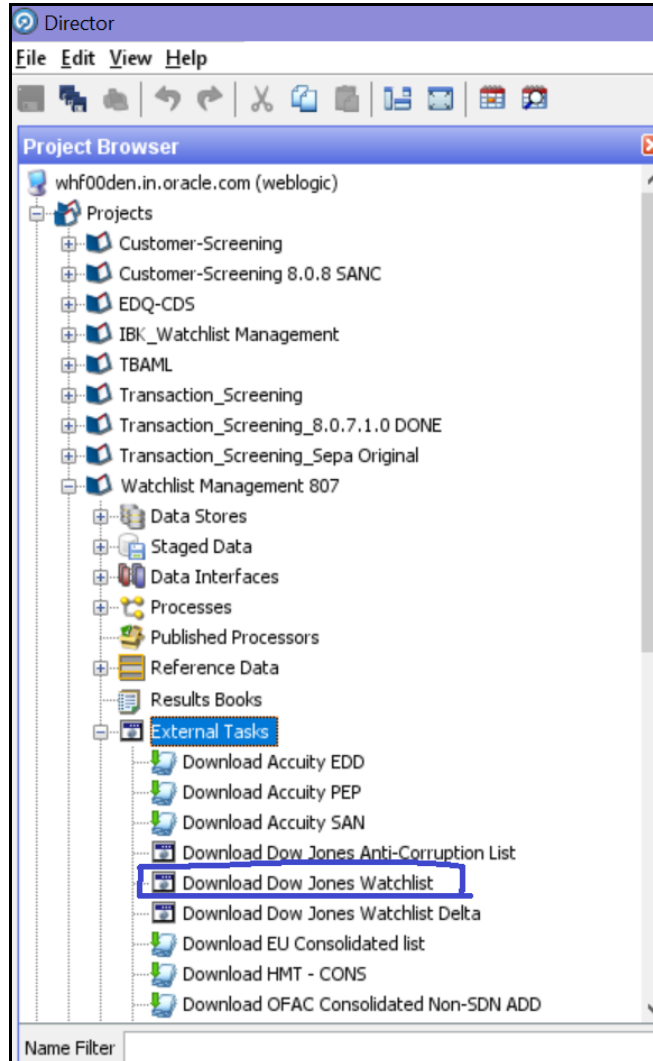 Director
File Edit View Help
Project Browser
whf00den.in.oracle.com (weblogic)
Projects
Customer-Screening
Customer-Screening 8.0.8 SANC
EDQ-CDS
IBK_Watchlist Management
TBAML
Transaction_Screening
Transaction_Screening_8.0.7.1.0 DONE
Transaction_Screening_Sepa Original
Watchlist Management 807
Data Stores
Staged Data
Data Interfaces
Processes
Published Processors
Reference Data
Results Books
External Tasks
Download Accuity EDD
Download Accuity PEP
Download Accuity SAN
Download Dow Jones Anti-Corruption List
Download Dow Jones Watchlist
Download Dow Jones Watchlist Delta
Download EU Consolidated list
Download HMT - CONS
Download OFAC Consolidated Non-SDN ADD
Name Filter